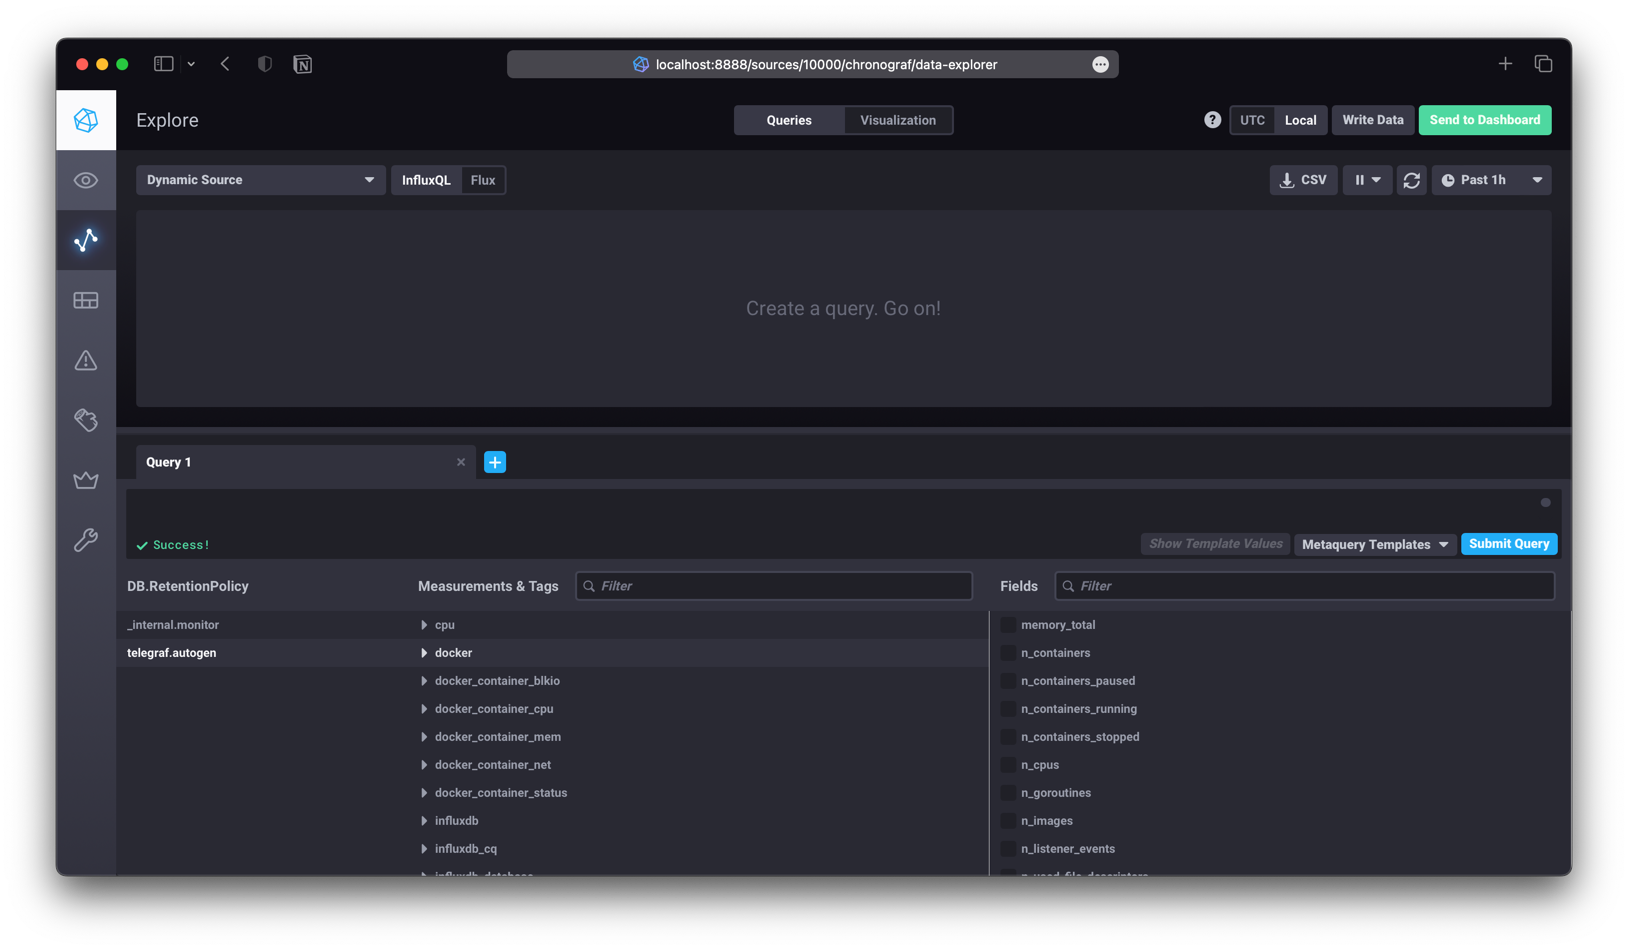 localhost:8888/sources/10000/chronograf/data-explorer
Explore
Queries
Visualization
?
UTC
Local
Write Data
Send to Dashboard
Dynamic Source
InfluxQL
Flux
CSV
Past 1h
Create a query. Go on!
Query 1
Success!
Show Template Values
Metaquery Templates
Submit Query
DB.RetentionPolicy
Measurements & Tags
Filter
Fields
Filter
_internal.monitor
telegraf.autogen
cpu
docker
docker_container_blkio
docker_container_cpu
docker_container_mem
docker_container_net
docker_container_status
influxdb
influxdb_cq
influxdb_database
memory_total
n_containers
n_containers_paused
n_containers_running
n_containers_stopped
n_cpus
n_goroutines
n_images
n_listener_events
n_used_file_descriptors